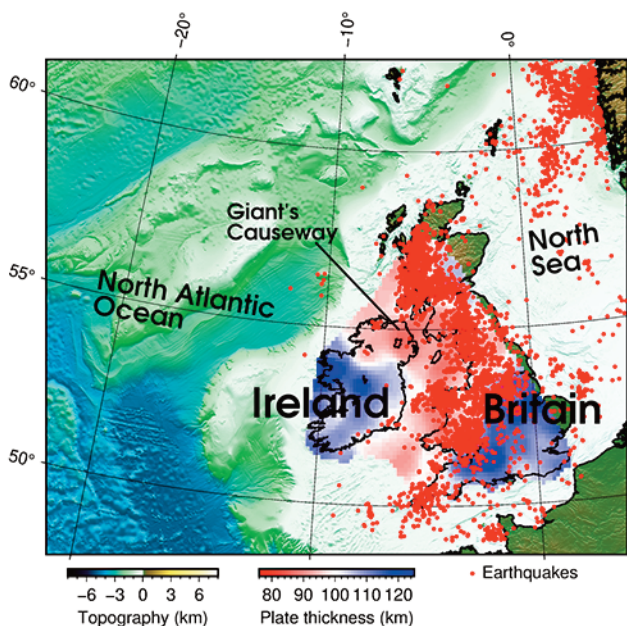 -20°
-10°
-0°
60°
55°
50°
Giant's
Causeway
North
Sea
North Atlantic
Ocean
Ireland
Britain
-6 -3 0 3 6
Topography (km)
80 90 100 110 120
Plate thickness (km)
Earthquakes